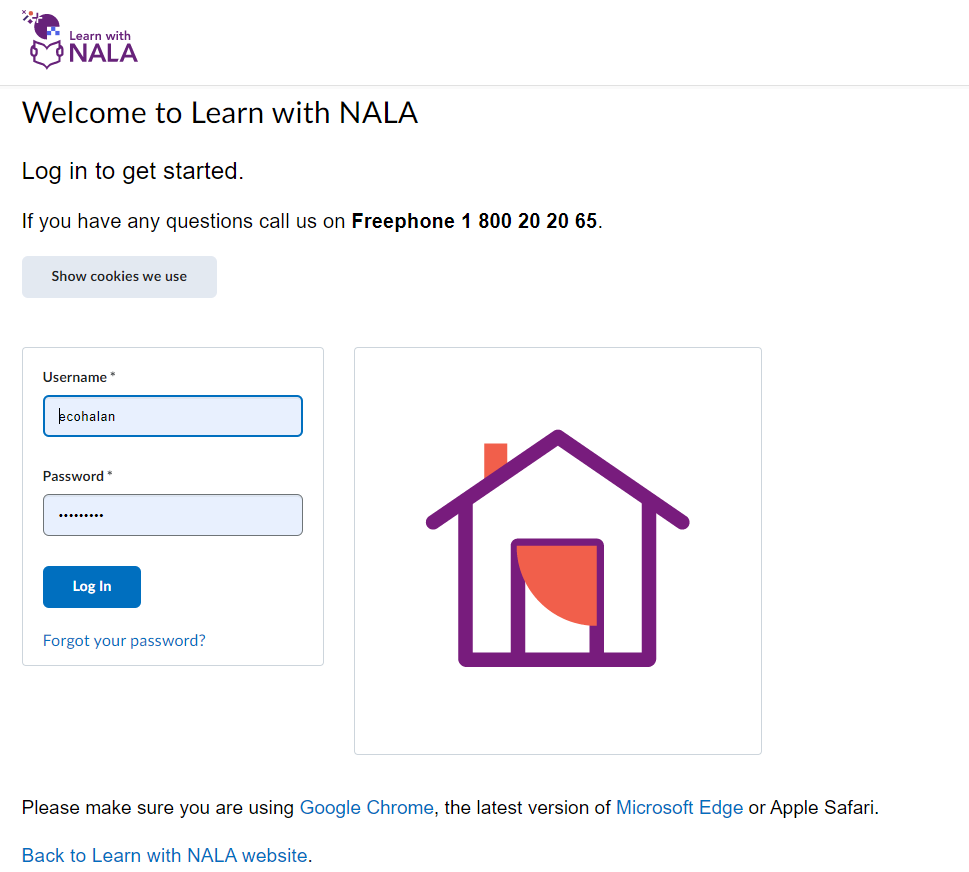 Learn with
NALA
Welcome to Learn with NALA
Log in to get started.
If you have any questions call us on Freephone 1 800 20 20 65.
Show cookies we use
Username *
ecohalan
Password *
•••••••••
Log In
Forgot your password?
Please make sure you are using Google Chrome, the latest version of Microsoft Edge or Apple Safari.
Back to Learn with NALA website.